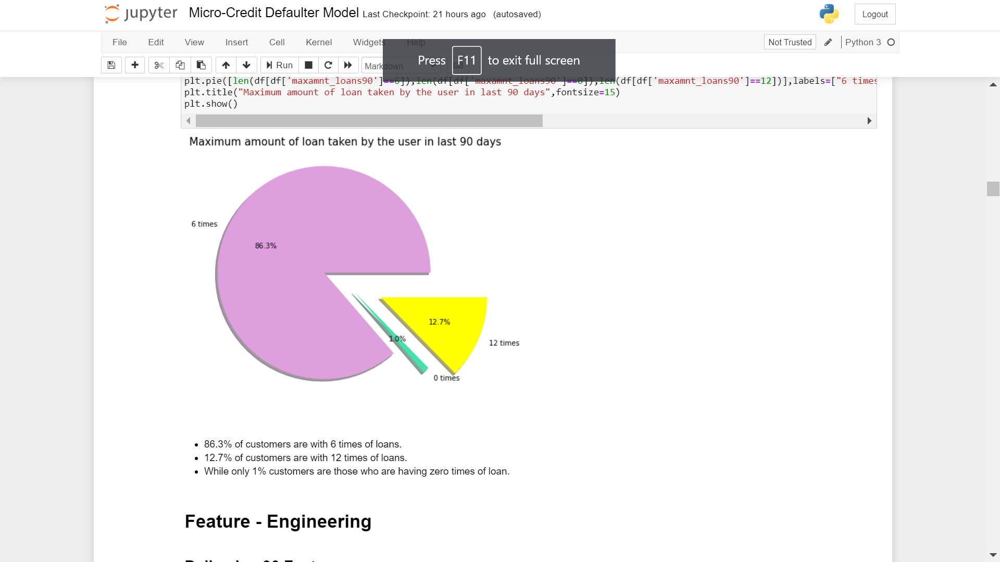 jupyter Micro-Credit Defaulter Model Last Checkpoint: 21 hours ago (autosaved)
Logout
File Edit View Insert Cell Kernel Widgets Help
Not Trusted Python 3
Press F11 to exit full screen
Run
Markdown
plt.pie([len(df[df['maxamnt_loans90']==6]),len(df[df['maxamnt_loans90']==0]),len(df[df['maxamnt_loans90']==12])],labels=["6 times
plt.title("Maximum amount of loan taken by the user in last 90 days",fontsize=15)
plt.show()
Maximum amount of loan taken by the user in last 90 days
6 times
86.3%
12.7%
1.0%
12 times
0 times
86.3% of customers are with 6 times of loans.
12.7% of customers are with 12 times of loans.
While only 1% customers are those who are having zero times of loan.
Feature - Engineering